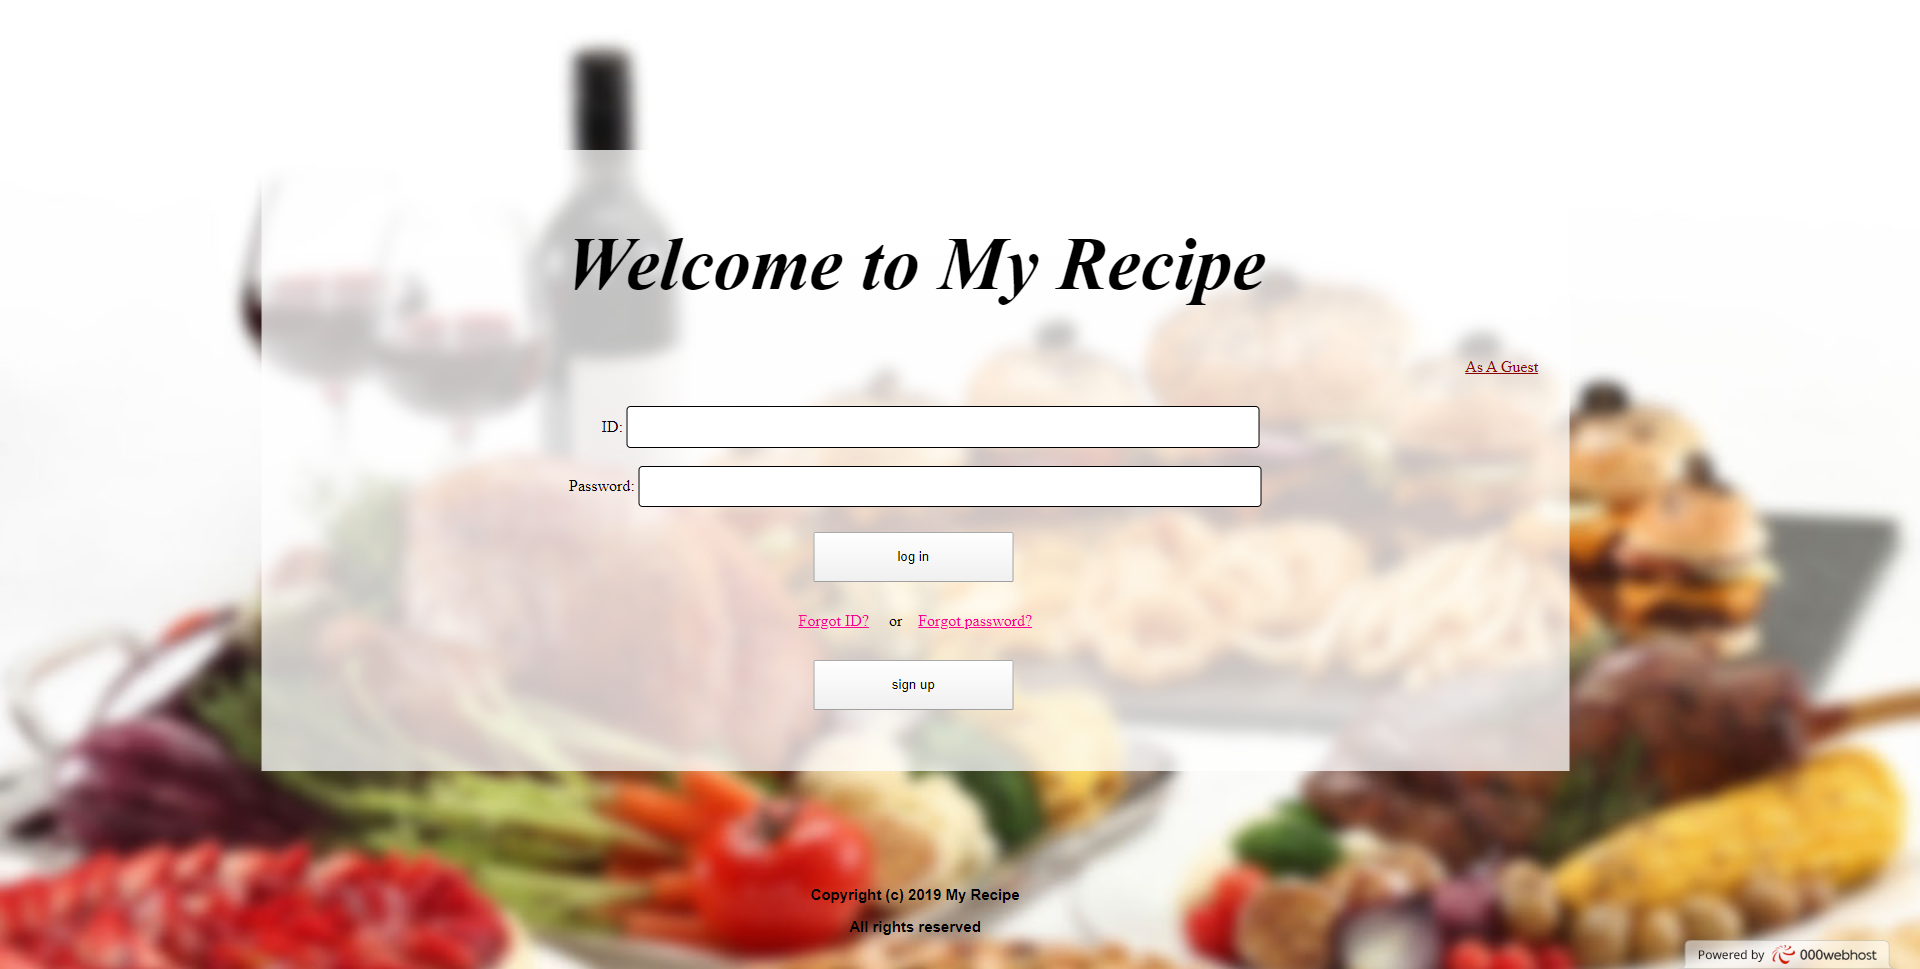 Welcome to My Recipe
As A Guest
ID:
Password:
log in
Forgot ID? or Forgot password?
sign up
Copyright (c) 2019 My Recipe
All rights reserved
Powered by 000webhost